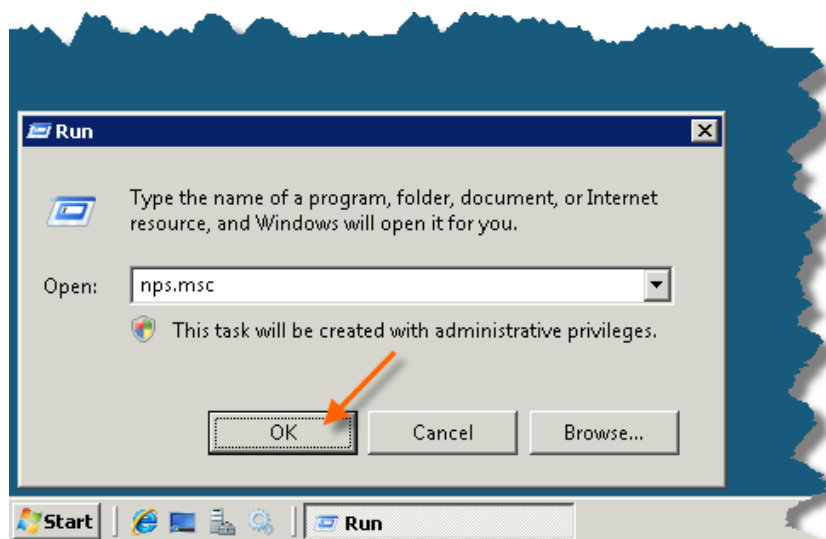 Run
Type the name of a program, folder, document, or Internet
resource, and Windows will open it for you.
Open:
nps.msc
This task will be created with administrative privileges.
OK
Cancel
Browse...
Start
Run